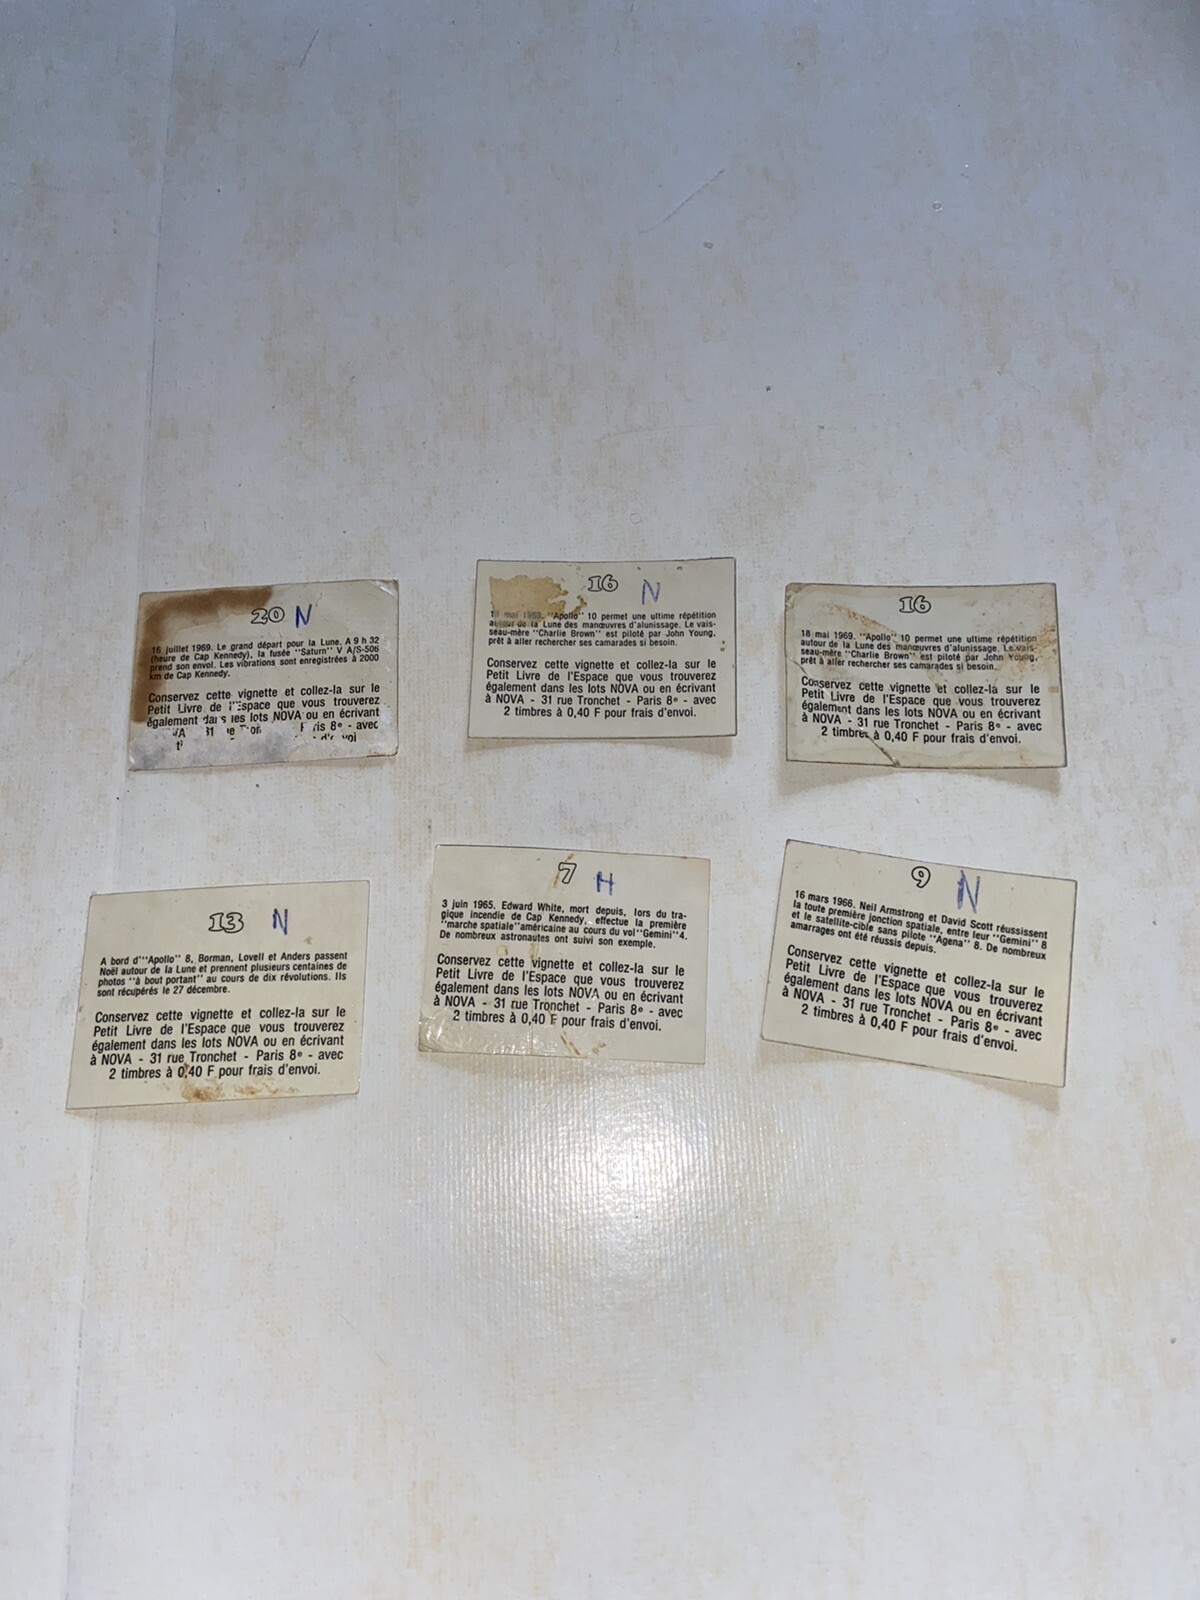 20 N
16 juillet 1969. Le grand départ pour la Lune. A 9 h 32
(heure de Cap Kennedy), la fusée "Saturn" V A/S-506
prend son envol. Les vibrations sont enregistrées à 2000
km de Cap Kennedy.
Conservez cette vignette et collez-la sur le
Petit Livre de l'Espace que vous trouverez
également dans les lots NOVA ou en écrivant
Paris 8e - avec
16 N
mai 1969. "Apollo" 10 permet une ultime répétition
autour de la Lune des manœuvres d'alunissage. Le vais-
seau-mère "Charlie Brown" est piloté par John Young,
prêt à aller rechercher ses camarades si besoin.
Conservez cette vignette et collez-la sur le
Petit Livre de l'Espace que vous trouverez
également dans les lots NOVA ou en écrivant
à NOVA - 31 rue Tronchet - Paris 8e - avec
2 timbres à 0,40 F pour frais d'envoi.
16
18 mai 1969. "Apollo" 10 permet une ultime répétition
autour de la Lune des manœuvres d'alunissage. Le vais-
seau-mère "Charlie Brown" est piloté par John Young,
prêt à aller rechercher ses camarades si besoin.
Conservez cette vignette et collez-la sur le
Petit Livre de l'Espace que vous trouverez
également dans les lots NOVA ou en écrivant
à NOVA - 31 rue Tronchet - Paris 8e - avec
2 timbres à 0,40 F pour frais d'envoi.
13 N
A bord d'"Apollo" 8, Borman, Lovell et Anders passent
Noël autour de la Lune et prennent plusieurs centaines de
photos "à bout portant" au cours de dix révolutions. Ils
sont récupérés le 27 décembre.
Conservez cette vignette et collez-la sur le
Petit Livre de l'Espace que vous trouverez
également dans les lots NOVA ou en écrivant
à NOVA - 31 rue Tronchet - Paris 8e - avec
2 timbres à 0,40 F pour frais d'envoi.
7 H
3 juin 1965. Edward White, mort depuis, lors du tra-
gique incendie de Cap Kennedy, effectue la première
"marche spatiale" américaine au cours du vol "Gemini" 4.
De nombreux astronautes ont suivi son exemple.
Conservez cette vignette et collez-la sur le
Petit Livre de l'Espace que vous trouverez
également dans les lots NOVA ou en écrivant
à NOVA - 31 rue Tronchet - Paris 8e - avec
2 timbres à 0,40 F pour frais d'envoi.
9 N
16 mars 1966. Neil Armstrong et David Scott réussissent
la toute première jonction spatiale, entre leur "Gemini" 8
et le satellite-cible sans pilote "Agena" 8. De nombreux
amarrages ont été réussis depuis.
Conservez cette vignette et collez-la sur le
Petit Livre de l'Espace que vous trouverez
également dans les lots NOVA ou en écrivant
à NOVA - 31 rue Tronchet - Paris 8e - avec
2 timbres à 0,40 F pour frais d'envoi.